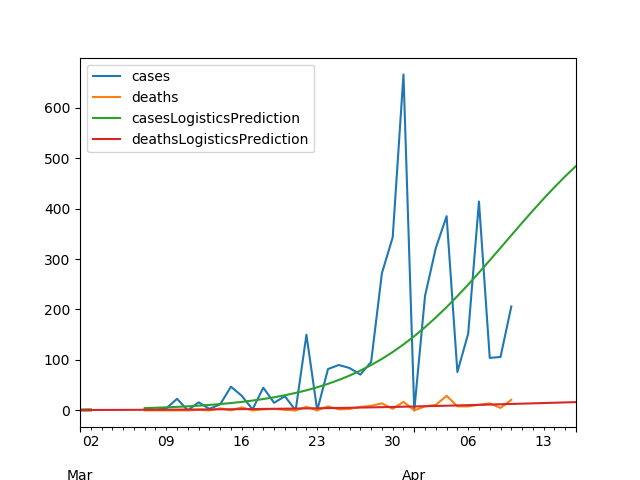 cases
deaths
casesLogisticsPrediction
deathsLogisticsPrediction
600
500
400
300
200
100
0
02 09 16 23 30 06 13
Mar Apr